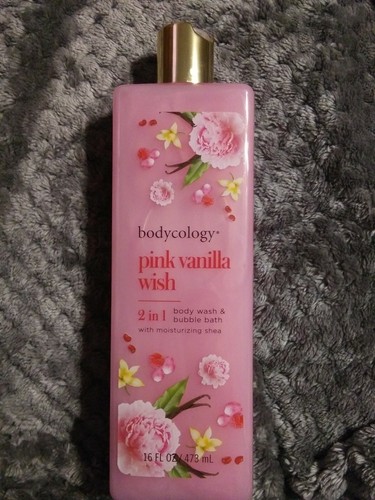 bodycology®
pink vanilla
wish
2 in 1 body wash &
bubble bath
with moisturizing shea
16 FL OZ / 473 mL